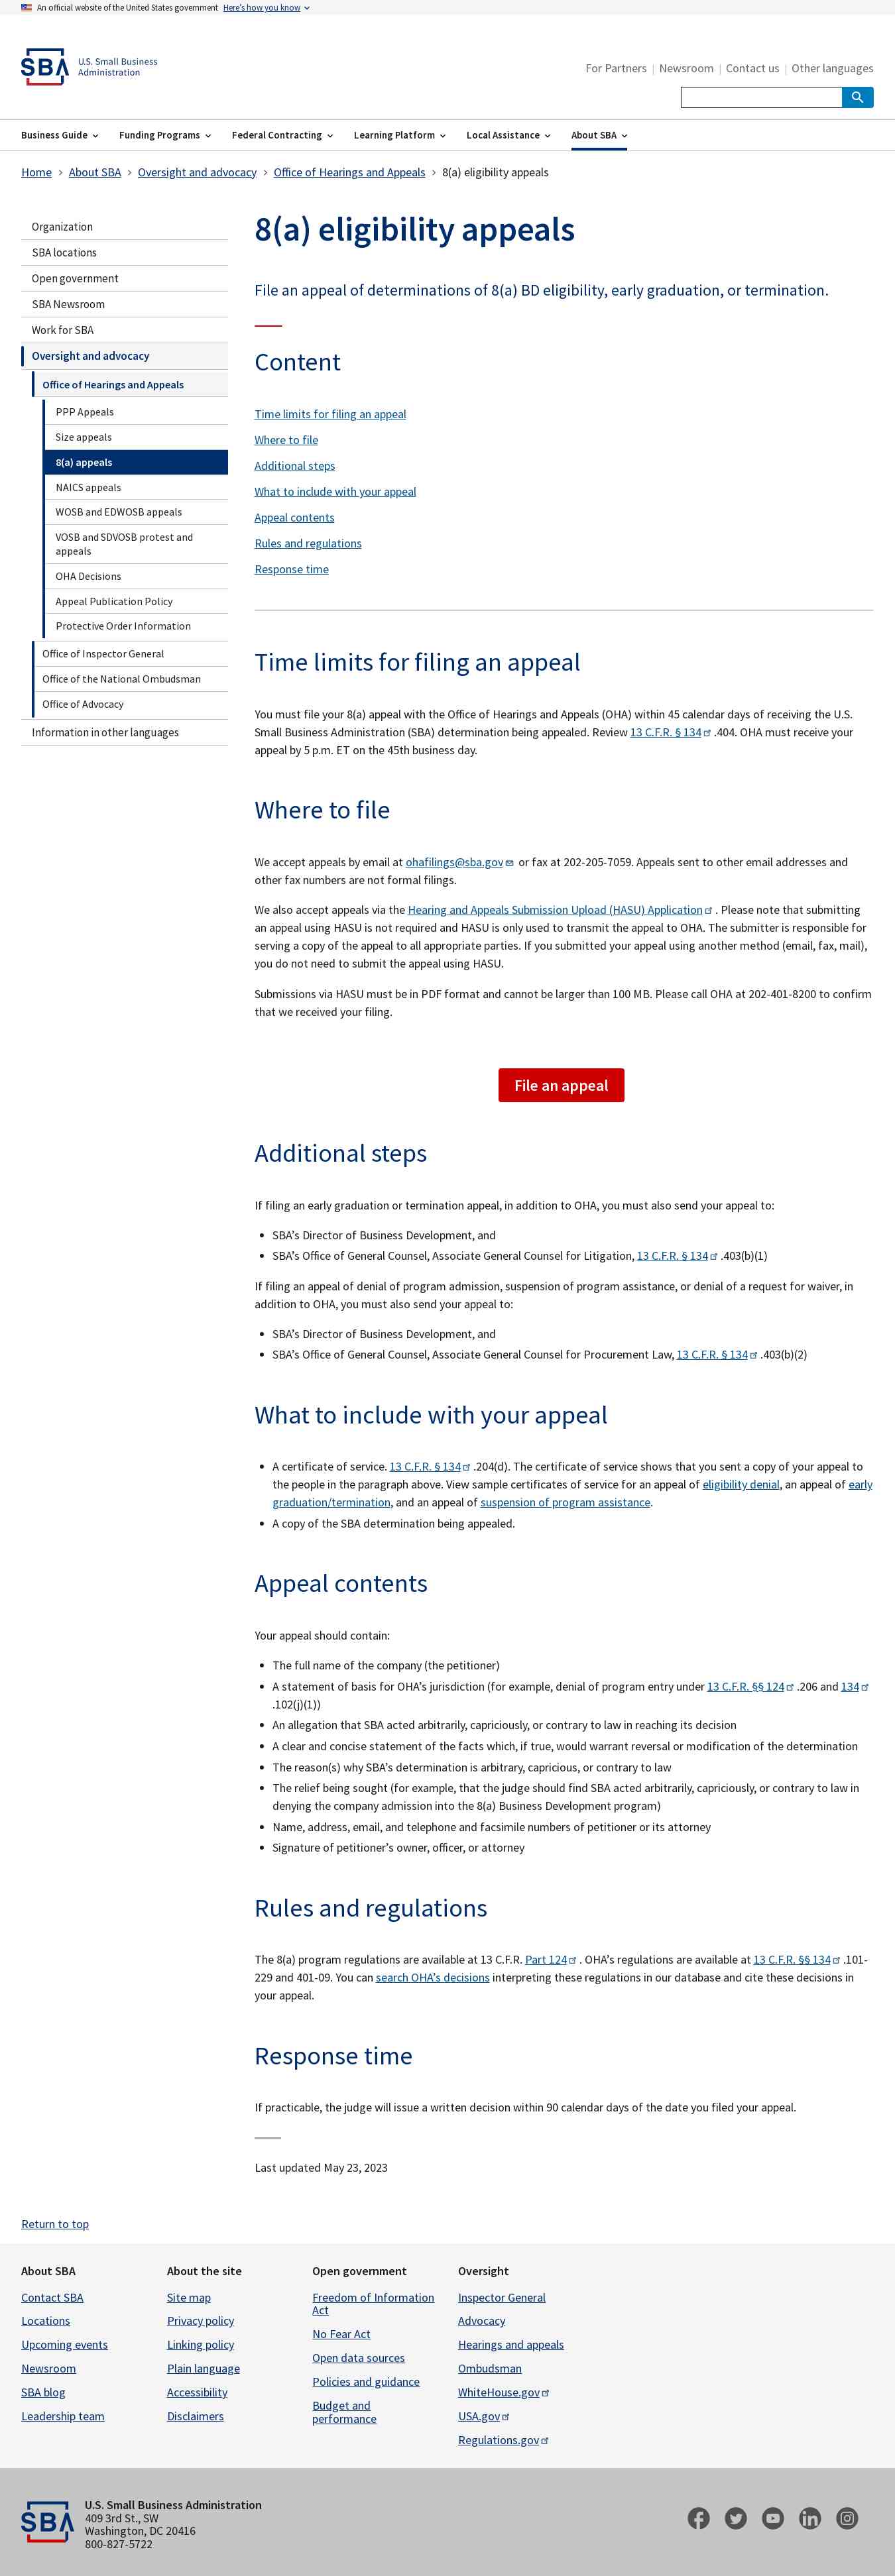 An official website of the United States government Here's how you know
SBA U.S. Small Business
Administration
For Partners | Newsroom | Contact us | Other languages
Business Guide Funding Programs Federal Contracting Learning Platform Local Assistance About SBA
Home > About SBA > Oversight and advocacy > Office of Hearings and Appeals > 8(a) eligibility appeals
Organization
SBA locations
Open government
SBA Newsroom
Work for SBA
Oversight and advocacy
Office of Hearings and Appeals
PPP Appeals
Size appeals
8(a) appeals
NAICS appeals
WOSB and EDWOSB appeals
VOSB and SDVOSB protest and
appeals
OHA Decisions
Appeal Publication Policy
Protective Order Information
Office of Inspector General
Office of the National Ombudsman
Office of Advocacy
Information in other languages
8(a) eligibility appeals
File an appeal of determinations of 8(a) BD eligibility, early graduation, or termination.
Content
Time limits for filing an appeal
Where to file
Additional steps
What to include with your appeal
Appeal contents
Rules and regulations
Response time
Time limits for filing an appeal
You must file your 8(a) appeal with the Office of Hearings and Appeals (OHA) within 45 calendar days of receiving the U.S.
Small Business Administration (SBA) determination being appealed. Review 13 C.F.R. § 134 .404. OHA must receive your
appeal by 5 p.m. ET on the 45th business day.
Where to file
We accept appeals by email at ohafilings@sba.gov or fax at 202-205-7059. Appeals sent to other email addresses and
other fax numbers are not formal filings.
We also accept appeals via the Hearing and Appeals Submission Upload (HASU) Application . Please note that submitting
an appeal using HASU is not required and HASU is only used to transmit the appeal to OHA. The submitter is responsible for
serving a copy of the appeal to all appropriate parties. If you submitted your appeal using another method (email, fax, mail),
you do not need to submit the appeal using HASU.
Submissions via HASU must be in PDF format and cannot be larger than 100 MB. Please call OHA at 202-401-8200 to confirm
that we received your filing.
File an appeal
Additional steps
If filing an early graduation or termination appeal, in addition to OHA, you must also send your appeal to:
• SBA's Director of Business Development, and
• SBA's Office of General Counsel, Associate General Counsel for Litigation, 13 C.F.R. § 134 .403(b)(1)
If filing an appeal of denial of program admission, suspension of program assistance, or denial of a request for waiver, in
addition to OHA, you must also send your appeal to:
• SBA's Director of Business Development, and
• SBA's Office of General Counsel, Associate General Counsel for Procurement Law, 13 C.F.R. § 134 .403(b)(2)
What to include with your appeal
• A certificate of service. 13 C.F.R. § 134 .204(d). The certificate of service shows that you sent a copy of your appeal to
the people in the paragraph above. View sample certificates of service for an appeal of eligibility denial, an appeal of early
graduation/termination, and an appeal of suspension of program assistance.
• A copy of the SBA determination being appealed.
Appeal contents
Your appeal should contain:
• The full name of the company (the petitioner)
• A statement of basis for OHA's jurisdiction (for example, denial of program entry under 13 C.F.R. §§ 124 .206 and 134
.102(j)(1))
• An allegation that SBA acted arbitrarily, capriciously, or contrary to law in reaching its decision
• A clear and concise statement of the facts which, if true, would warrant reversal or modification of the determination
• The reason(s) why SBA's determination is arbitrary, capricious, or contrary to law
• The relief being sought (for example, that the judge should find SBA acted arbitrarily, capriciously, or contrary to law in
denying the company admission into the 8(a) Business Development program)
• Name, address, email, and telephone and facsimile numbers of petitioner or its attorney
• Signature of petitioner's owner, officer, or attorney
Rules and regulations
The 8(a) program regulations are available at 13 C.F.R. Part 124 . OHA's regulations are available at 13 C.F.R. §§ 134 .101-
229 and 401-09. You can search OHA's decisions interpreting these regulations in our database and cite these decisions in
your appeal.
Response time
If practicable, the judge will issue a written decision within 90 calendar days of the date you filed your appeal.
Last updated May 23, 2023
Return to top
About SBA
Contact SBA
Locations
Upcoming events
Newsroom
SBA blog
Leadership team
About the site
Site map
Privacy policy
Linking policy
Plain language
Accessibility
Disclaimers
Open government
Freedom of Information
Act
No Fear Act
Open data sources
Policies and guidance
Budget and
performance
Oversight
Inspector General
Advocacy
Hearings and appeals
Ombudsman
WhiteHouse.gov
USA.gov
Regulations.gov
SBA
U.S. Small Business Administration
409 3rd St., SW
Washington, DC 20416
800-827-5722